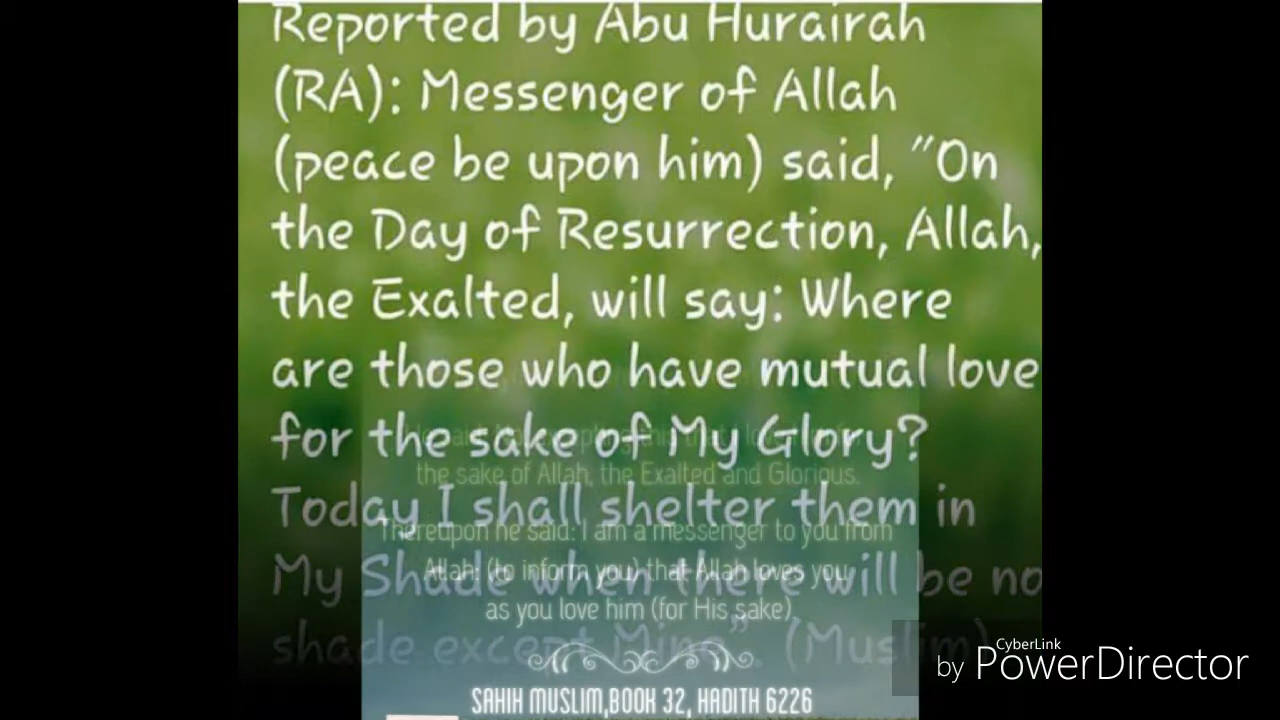 Reported by Abu Hurairah
(RA): Messenger of Allah
(peace be upon him) said, "On
the Day of Resurrection, Allah,
the Exalted, will say: Where
are those who have mutual love
for the sake of My Glory?
Today I shall shelter them in
My Shade when there will be no
shade except Mine". (Muslim)
the sake of Allah, the Exalted and Glorious.
Thereupon he said: I am a messenger to you from
Allah: (to inform you) that Allah loves you
as you love him (for His sake)
SAHIH MUSLIM,BOOK 32, HADITH 6226
CyberLink
by PowerDirector